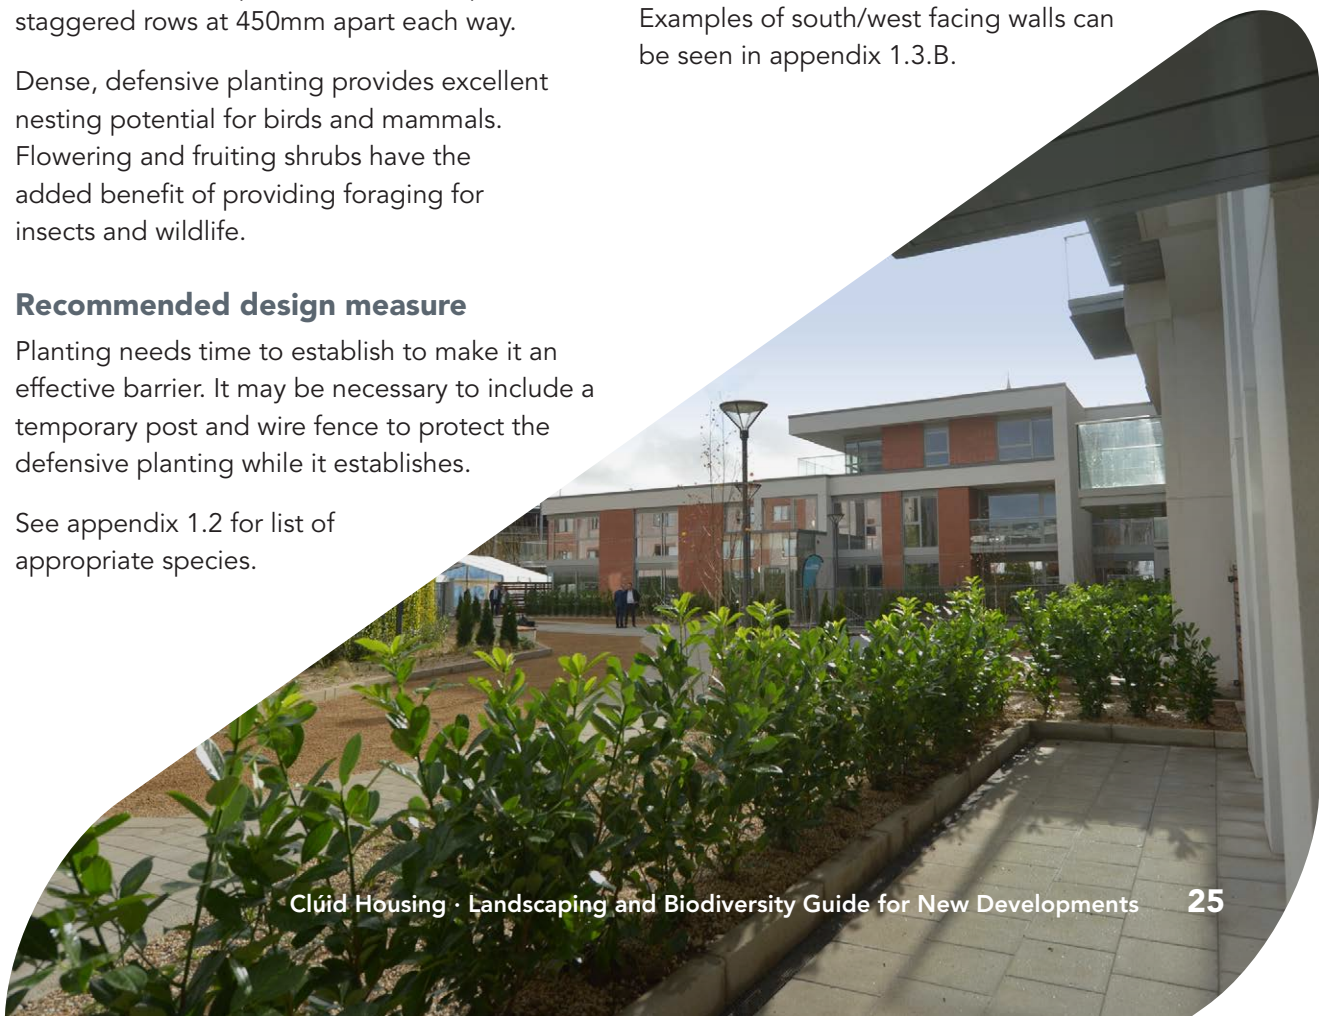 staggered rows at 450mm apart each way.
Dense, defensive planting provides excellent
nesting potential for birds and mammals.
Flowering and fruiting shrubs have the
added benefit of providing foraging for
insects and wildlife.
Recommended design measure
Planting needs time to establish to make it an
effective barrier. It may be necessary to include a
temporary post and wire fence to protect the
defensive planting while it establishes.
See appendix 1.2 for list of
appropriate species.
Examples of south/west facing walls can
be seen in appendix 1.3.B.
Clúid Housing · Landscaping and Biodiversity Guide for New Developments 25